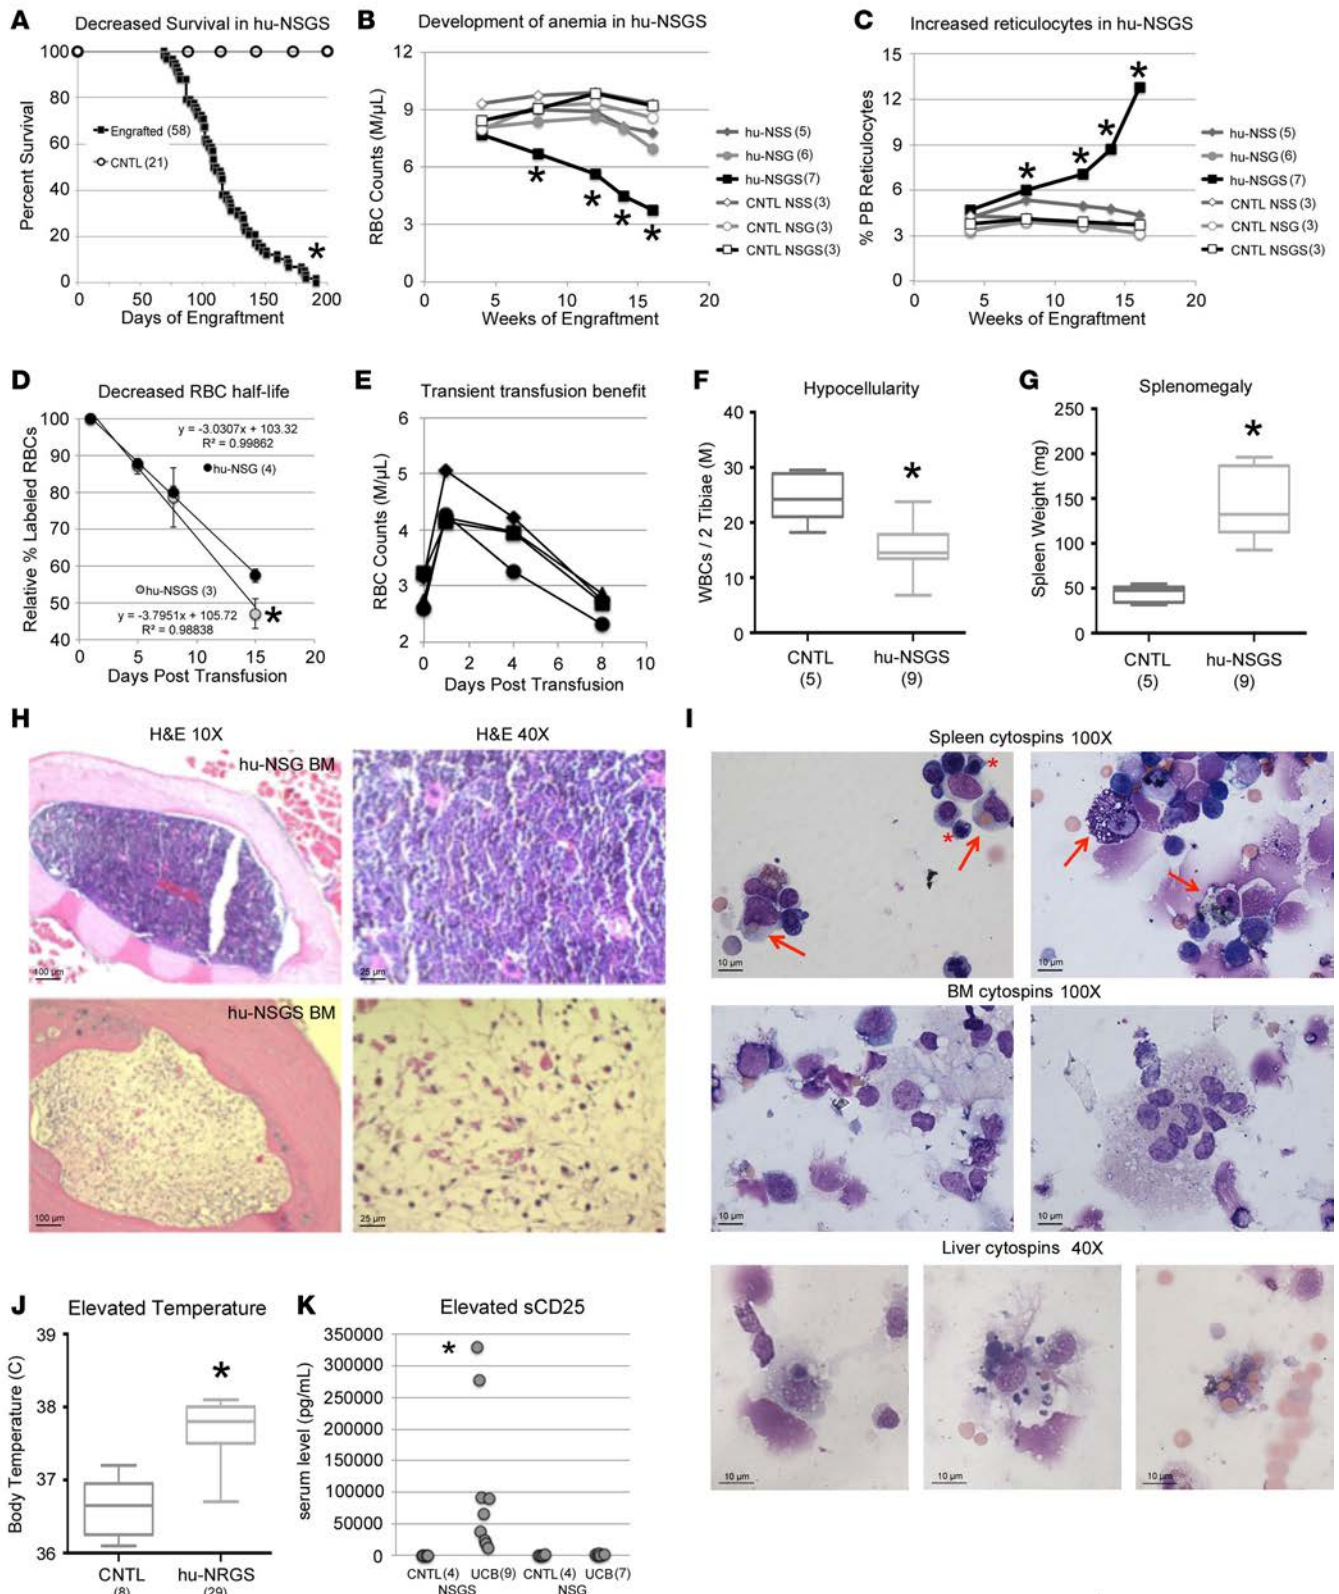 A
Decreased Survival in hu-NSGS
Percent Survival
100
80
60
40
20
0
Engrafted (58)
CNTL (21)
*
0
50
100
150
200
Days of Engraftment
B
Development of anemia in hu-NSGS
RBC Counts (M/µL)
12
9
6
3
0
* * * *
0
5
10
15
20
Weeks of Engraftment
hu-NSS (5)
hu-NSG (6)
hu-NSGS (7)
CNTL NSS (3)
CNTL NSG (3)
CNTL NSGS(3)
C
Increased reticulocytes in hu-NSGS
% PB Reticulocytes
15
12
9
6
3
0
* * * *
0
5
10
15
20
Weeks of Engraftment
hu-NSS (5)
hu-NSG (6)
hu-NSGS (7)
CNTL NSS (3)
CNTL NSG (3)
CNTL NSGS (3)
D
Decreased RBC half-life
Relative % Labeled RBCs
100
90
80
70
60
50
40
y = -3.0307x + 103.32
R² = 0.99862
hu-NSG (4)
hu-NSGS (3)
y = -3.7951x + 105.72
R² = 0.98838
*
0
5
10
15
20
Days Post Transfusion
E
Transient transfusion benefit
RBC Counts (M/µL)
6
5
4
3
2
0
2
4
6
8
10
Days Post Transfusion
F
Hypocellularity
WBCs / 2 Tibiae (M)
40
30
20
10
0
*
CNTL
(5)
hu-NSGS
(9)
G
Splenomegaly
Spleen Weight (mg)
250
200
150
100
50
0
*
CNTL
(5)
hu-NSGS
(9)
H
H&E 10X
H&E 40X
hu-NSG BM
100 µm
25 µm
hu-NSGS BM
100 µm
25 µm
I
Spleen cytospins 100X
*
*
10 µm
10 µm
BM cytospins 100X
10 µm
10 µm
Liver cytospins 40X
10 µm
10 µm
10 µm
J
Elevated Temperature
Body Temperature (C)
39
38
37
36
*
CNTL
(8)
hu-NRGS
(29)
K
Elevated sCD25
serum level (pg/mL)
350000
300000
250000
200000
150000
100000
50000
0
*
CNTL(4) UCB(9) CNTL(4) UCB(7)
NSGS NSG